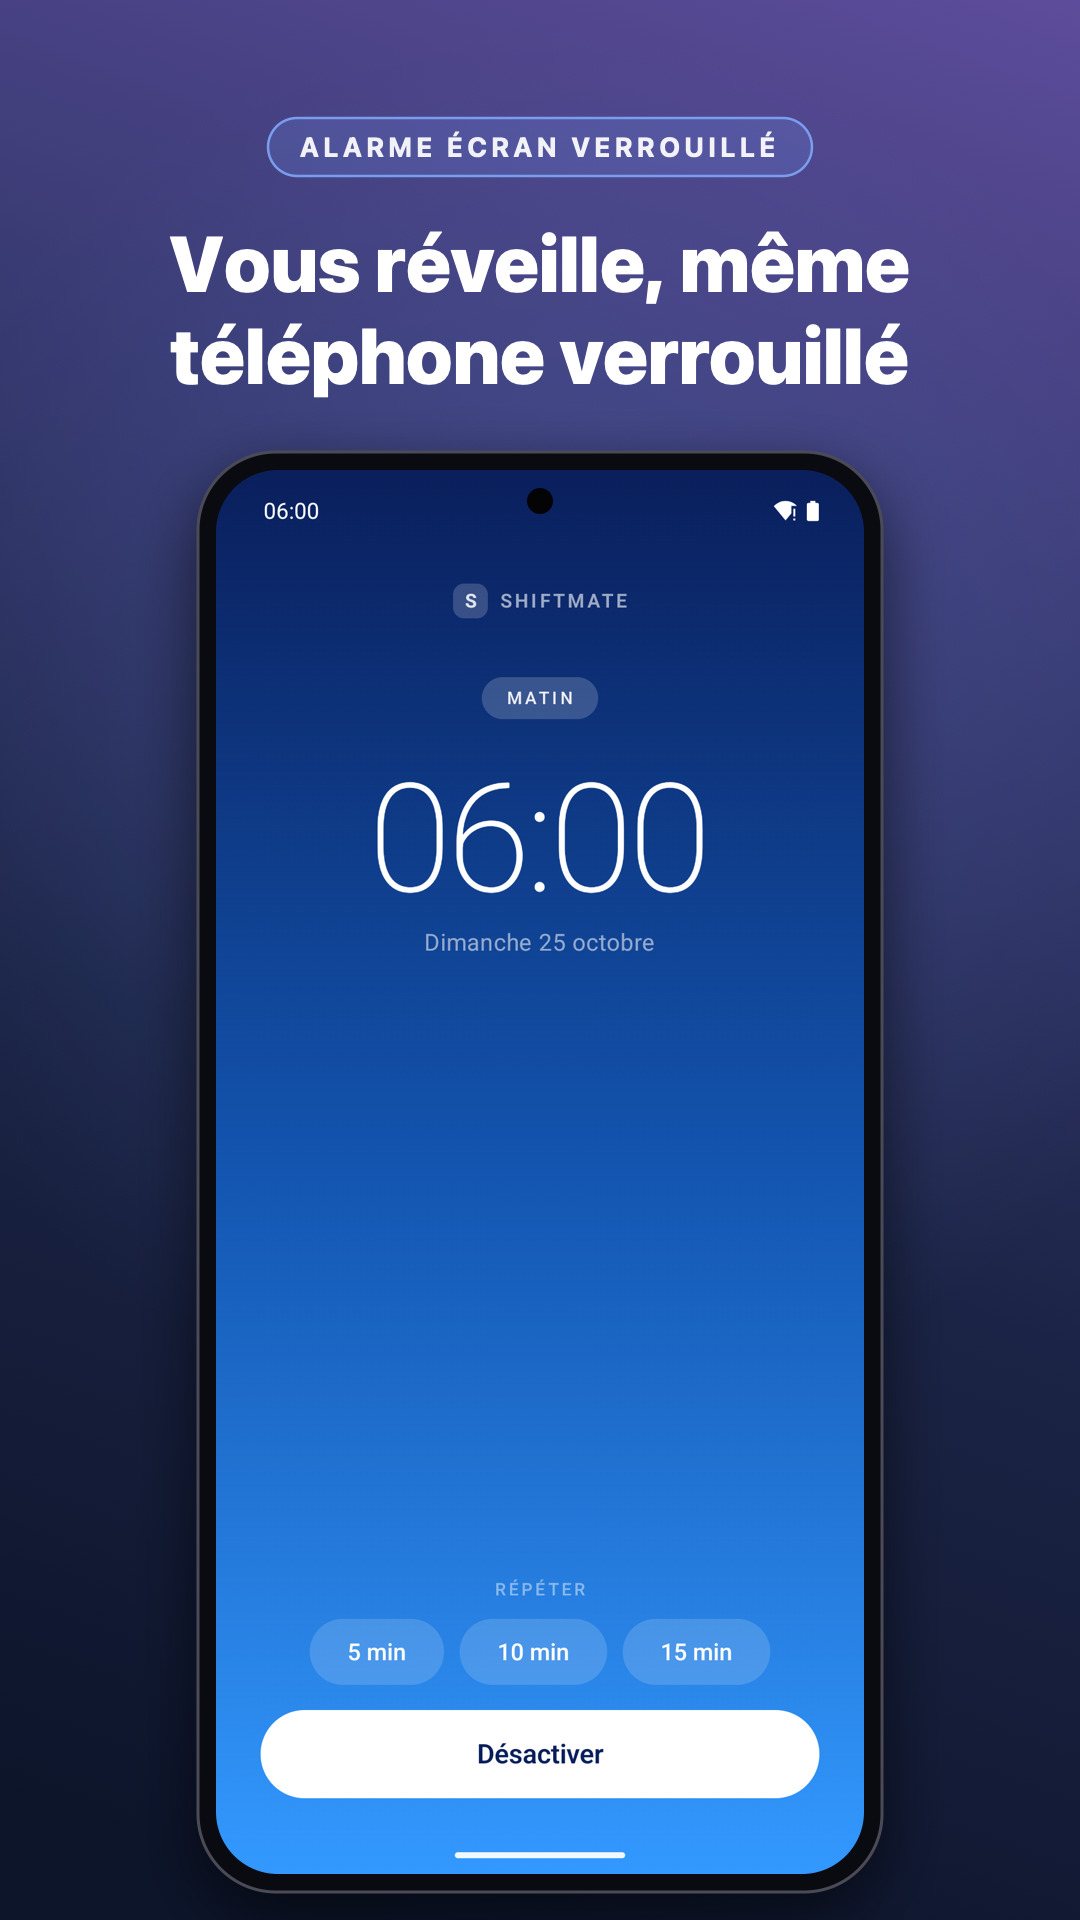 ALARME ÉCRAN VERROUILLÉ
Vous réveille, même
téléphone verrouillé
06:00
S SHIFTMATE
MATIN
06:00
Dimanche 25 octobre
RÉPÉTER
5 min 10 min 15 min
Désactiver